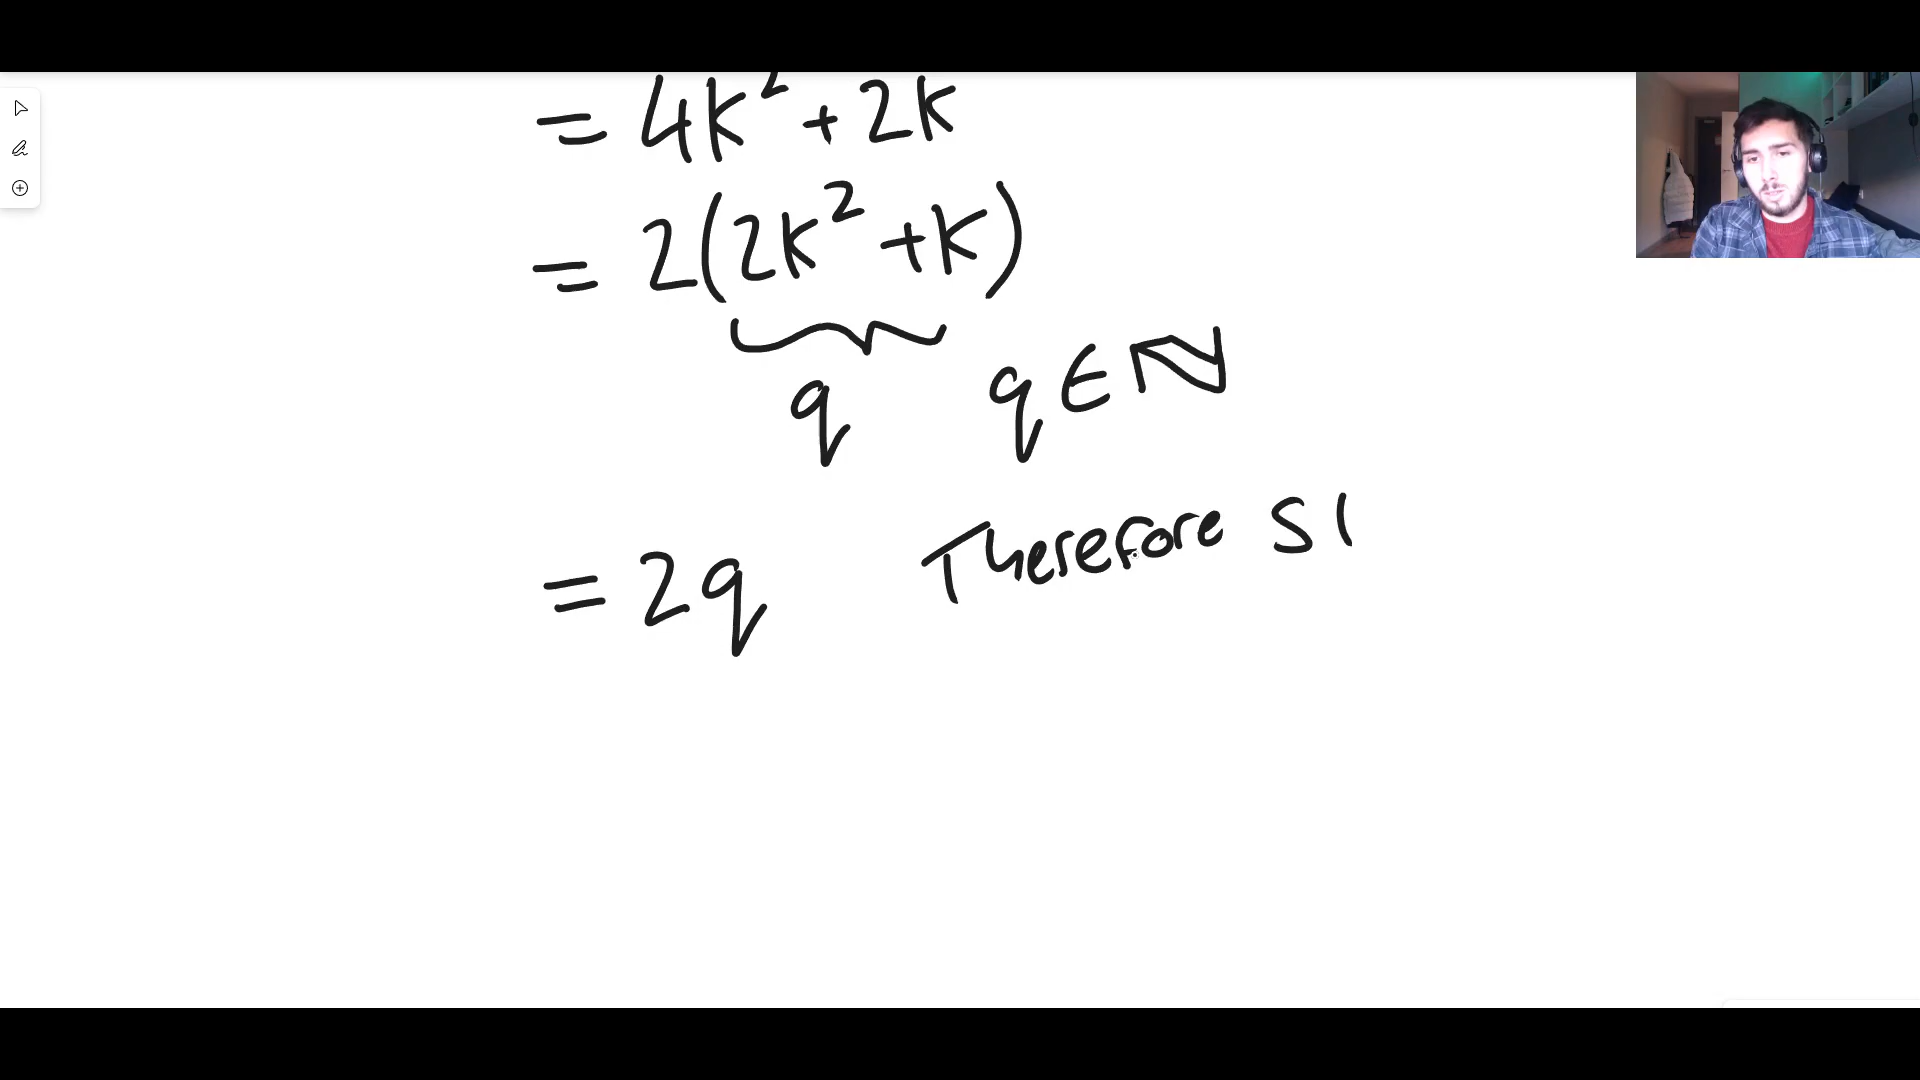 = 4k² + 2k
= 2(2k² + k)
q q ∈ ℕ
= 2q Therefore